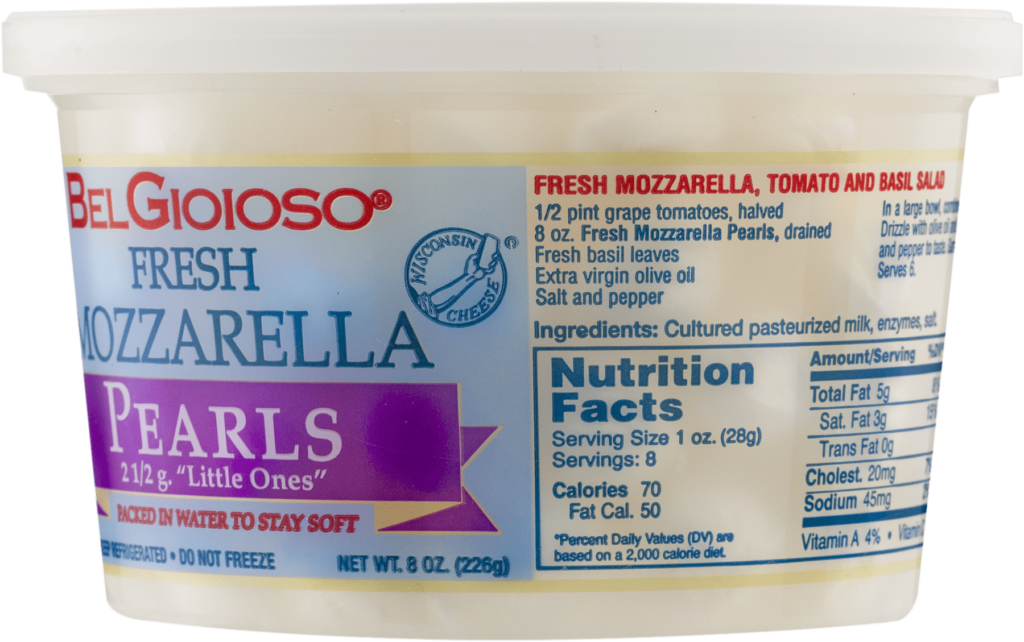 BELGIOIOSO®
FRESH
MOZZARELLA
PEARLS
2 1/2 g. "Little Ones"
PACKED IN WATER TO STAY SOFT
REFRIGERATED • DO NOT FREEZE
NET WT. 8 OZ. (226g)
WISCONSIN
CHEESE
©
FRESH MOZZARELLA, TOMATO AND BASIL SALAD
1/2 pint grape tomatoes, halved
8 oz. Fresh Mozzarella Pearls, drained
Fresh basil leaves
Extra virgin olive oil
Salt and pepper
In a large bowl,
Drizzle with olive oil
and pepper to taste.
Serves 6.
Ingredients: Cultured pasteurized milk, enzymes, salt.
Nutrition
Facts
Serving Size 1 oz. (28g)
Servings: 8
Calories 70
Fat Cal. 50
*Percent Daily Values (DV) are
based on a 2,000 calorie diet.
Amount/Serving
Total Fat 5g
Sat. Fat 3g
Trans Fat 0g
Cholest. 20mg
Sodium 45mg
Vitamin A 4% • Vitamin